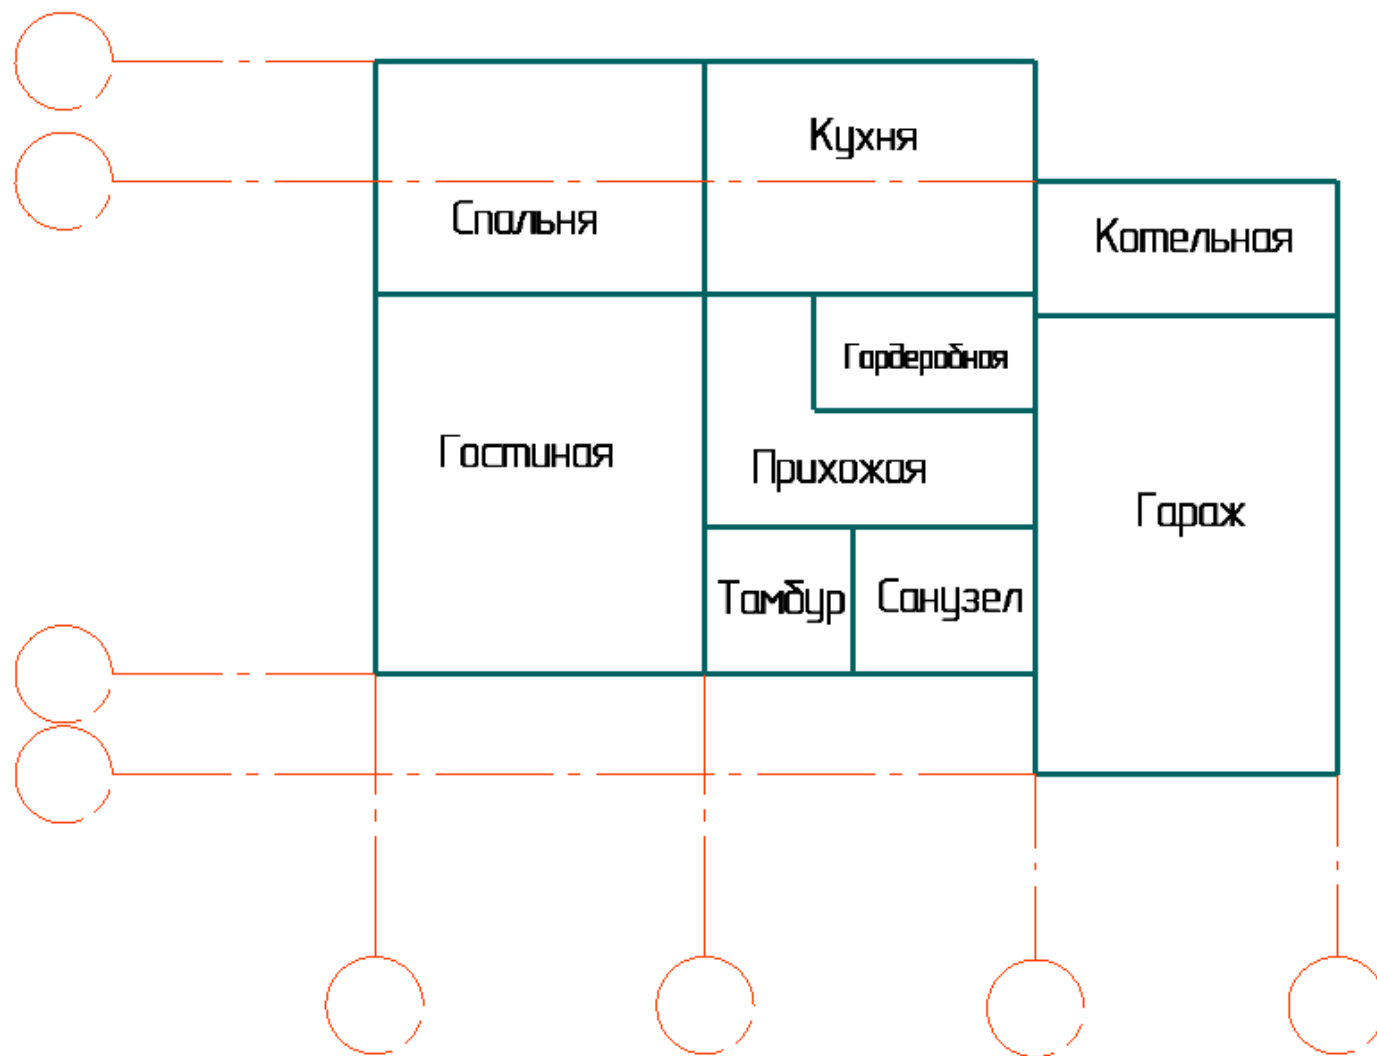 Кухня
Спальня
Котельная
Гардеробная
Гостиная
Прихожая
Гараж
Тамбур
Санузел